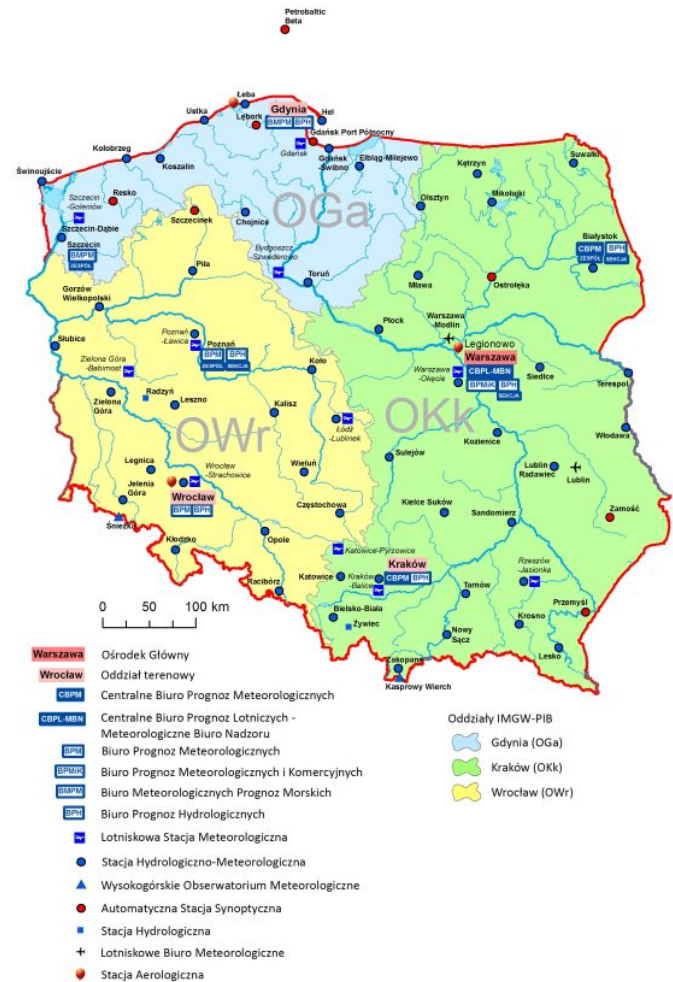 Petrobaltic
Beta
Łeba
Ustka
Lębork
Gdynia
BMPM BPH
Hel
Gdańsk Port Północny
Gdańsk
Gdańsk
-Świbno
Elbląg-Milejewo
Kołobrzeg
Koszalin
Świnoujście
Szczecin
-Goleniów
Resko
Szczecin-Dąbie
Szczecin
BMPM
ZESPÓŁ
Szczecinek
Chojnice
OGa
Bydgoszcz
-Szwederowo
Toruń
Kętrzyn
Suwałki
Mikołajki
Olsztyn
Białystok
CBPM BPH
ZESPÓŁ SEKCJA
Piła
Mława
Ostrołęka
Gorzów
Wielkopolski
Płock
Warszawa
-Modlin
Legionowo
Warszawa
CBPL-MBN
BPMiK BPH
SEKCJA
Warszawa
-Okęcie
Siedlce
Terespol
Słubice
Poznań
-Ławica
Poznań
BPM BPH
ZESPÓŁ SEKCJA
Koło
Zielona Góra
-Babimost
Radzyń
Leszno
Zielona
Góra
Kalisz
OWr
Łódź
-Lublinek
OKk
Kozienice
Włodawa
Sulejów
Legnica
Wrocław
-Strachowice
Wieluń
Lublin
Radawiec
Lublin
Jelenia
Góra
Wrocław
BPM BPH
Śnieżka
Częstochowa
Kielce Suków
Sandomierz
Zamość
Kłodzko
Opole
Katowice-Pyrzowice
Racibórz
Katowice
Kraków
-Balice
Kraków
CBPM BPH
Tarnów
Rzeszów
-Jasionka
Przemyśl
Bielsko-Biała
Żywiec
Nowy
Sącz
Krosno
Lesko
Zakopane
Kasprowy Wierch
0 50 100 km
Warszawa Ośrodek Główny
Wrocław Oddział terenowy
CBPM Centralne Biuro Prognoz Meteorologicznych
CBPL-MBN Centralne Biuro Prognoz Lotniczych -
Meteorologiczne Biuro Nadzoru
BPM Biuro Prognoz Meteorologicznych
BPMiK Biuro Prognoz Meteorologicznych i Komercyjnych
BMPM Biuro Meteorologicznych Prognoz Morskich
BPH Biuro Prognoz Hydrologicznych
Lotniskowa Stacja Meteorologiczna
Stacja Hydrologiczno-Meteorologiczna
Wysokogórskie Obserwatorium Meteorologiczne
Automatyczna Stacja Synoptyczna
Stacja Hydrologiczna
Lotniskowe Biuro Meteorologiczne
Stacja Aerologiczna
Oddziały IMGW-PIB
Gdynia (OGa)
Kraków (OKk)
Wrocław (OWr)